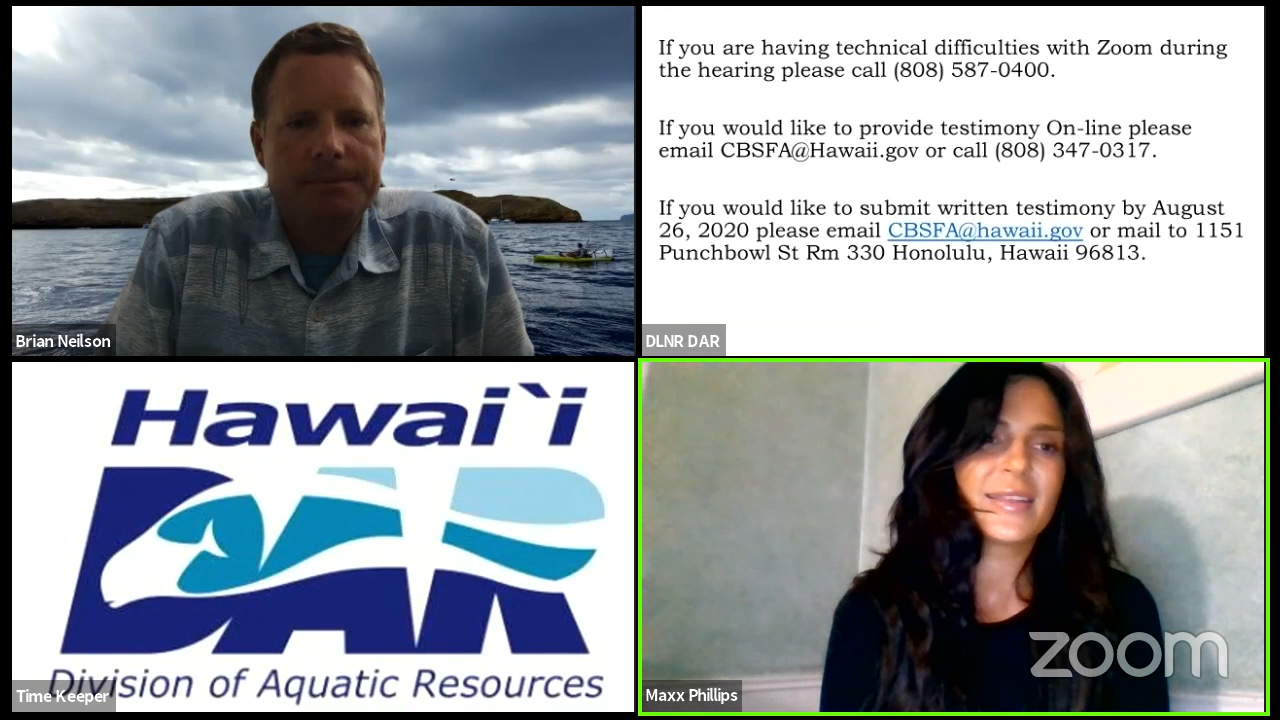 If you are having technical difficulties with Zoom during
the hearing please call (808) 587-0400.
If you would like to provide testimony On-line please
email CBSFA@Hawaii.gov or call (808) 347-0317.
If you would like to submit written testimony by August
26, 2020 please email CBSFA@hawaii.gov or mail to 1151
Punchbowl St Rm 330 Honolulu, Hawaii 96813.
Brian Neilson
DLNR DAR
Hawai`i
DAR
Division of Aquatic Resources
Time Keeper
Maxx Phillips
zoom